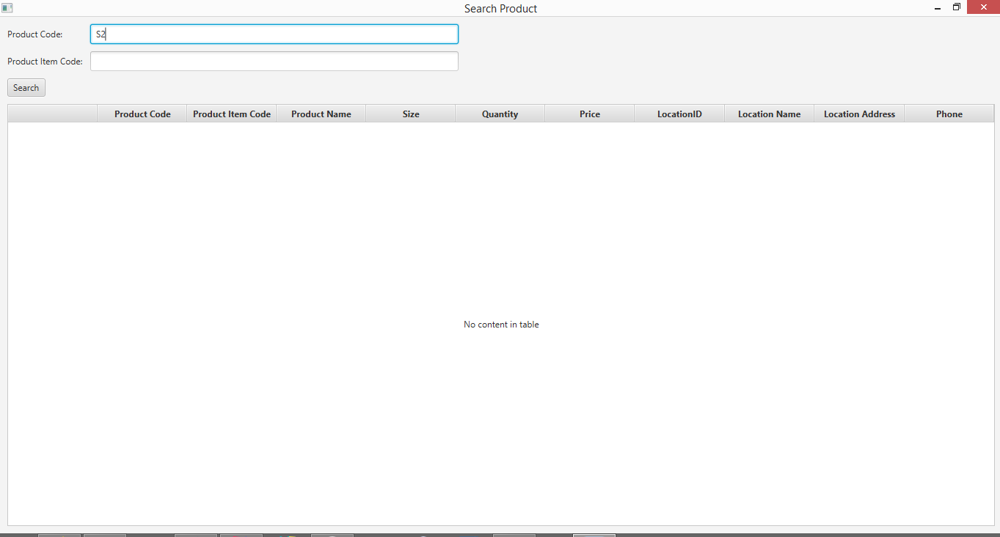 Search Product
Product Code: S2
Product Item Code:
Search
Product Code Product Item Code Product Name Size Quantity Price LocationID Location Name Location Address Phone
No content in table